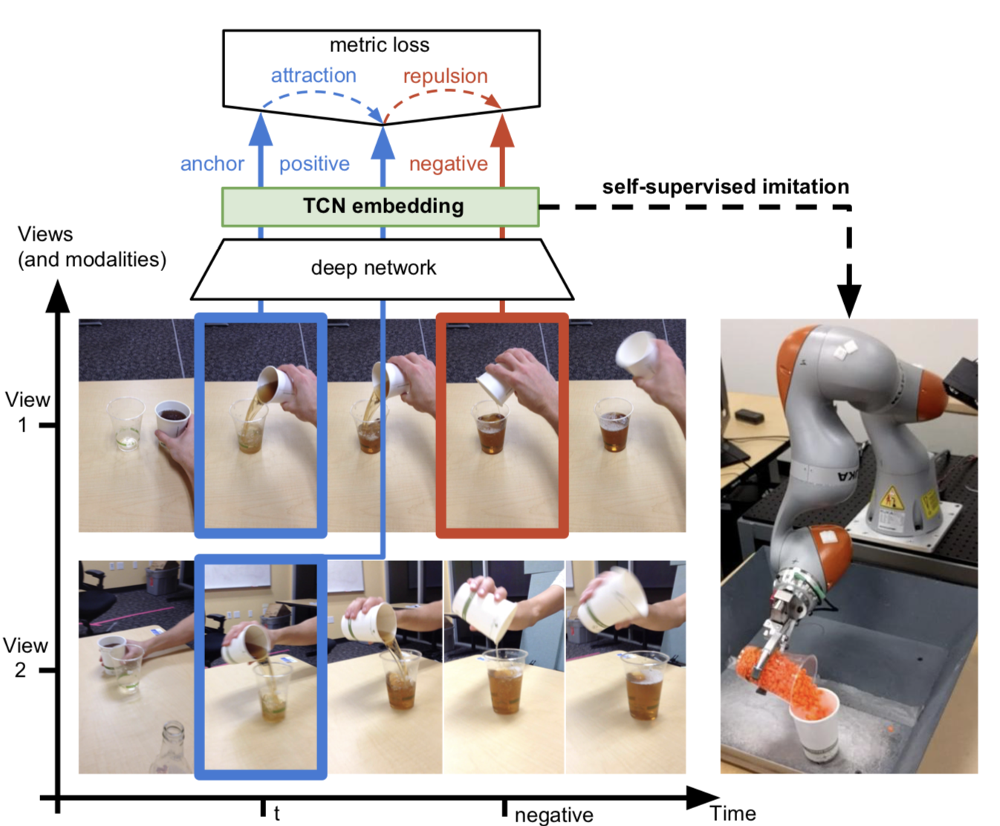 metric loss
attraction
repulsion
anchor
positive
negative
TCN embedding
self-supervised imitation
Views
(and modalities)
deep network
View
1
View
2
KUKA
t
negative
Time